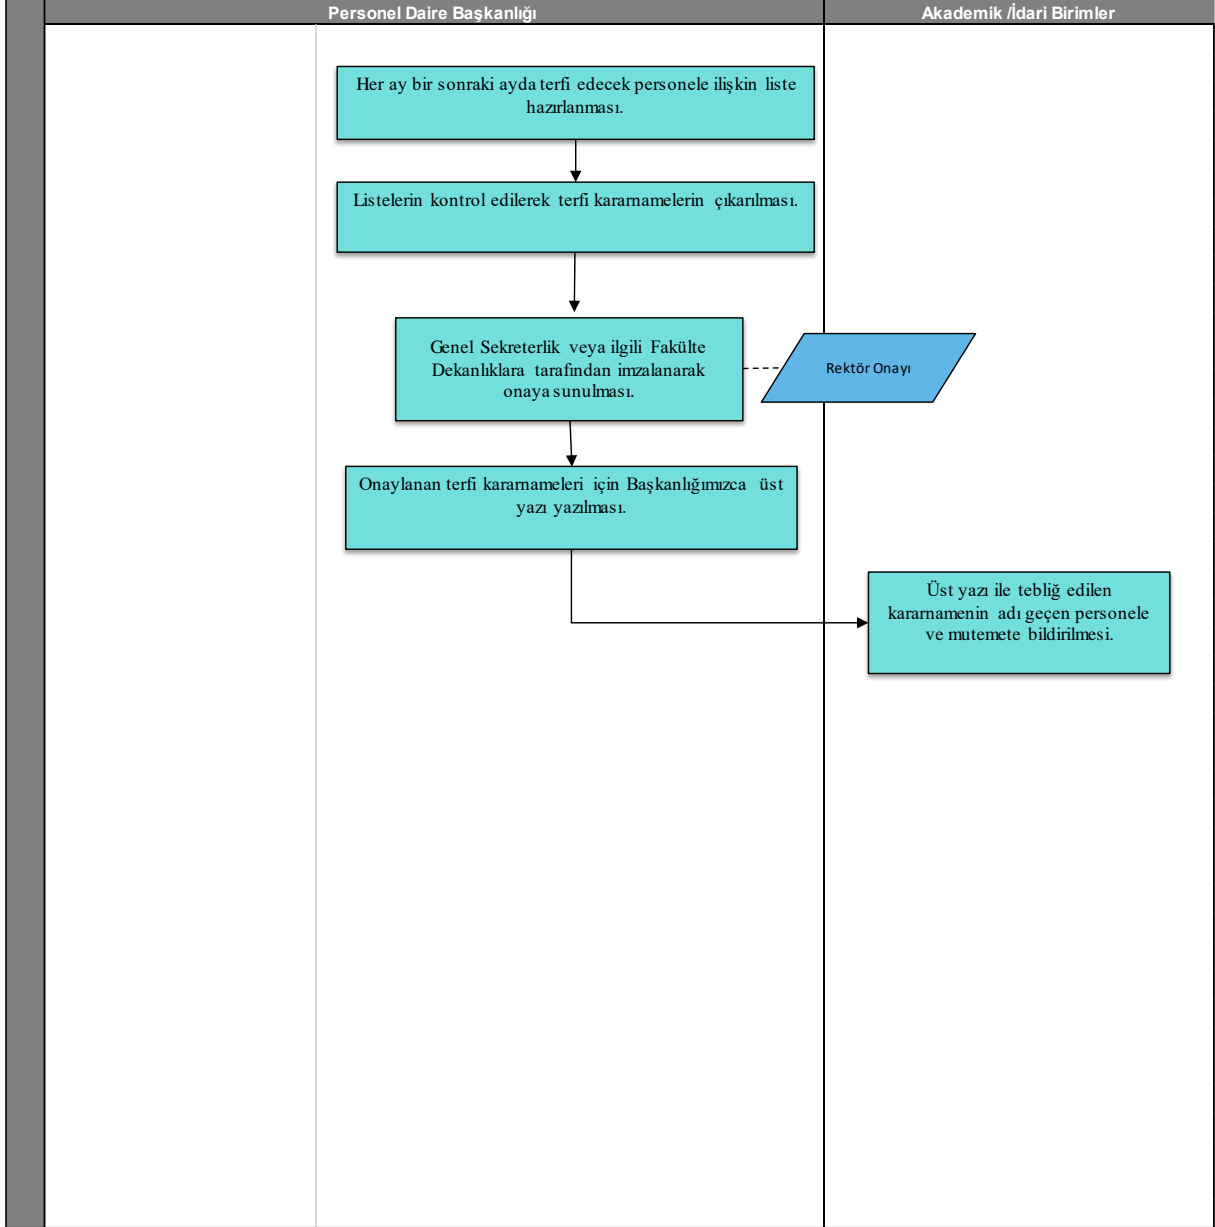 Personel Daire Başkanlığı
Akademik /İdari Birimler
Her ay bir sonraki ayda terfi edecek personele ilişkin liste
hazırlanması.
Listelerin kontrol edilerek terfi kararnamelerin çıkarılması.
Genel Sekreterlik veya ilgili Fakülte
Dekanlıklara tarafından imzalanarak
onaya sunulması.
Rektör Onayı
Onaylanan terfi kararnameleri için Başkanlığımızca üst
yazı yazılması.
Üst yazı ile tebliğ edilen
kararnamenin adı geçen personele
ve mutemete bildirilmesi.